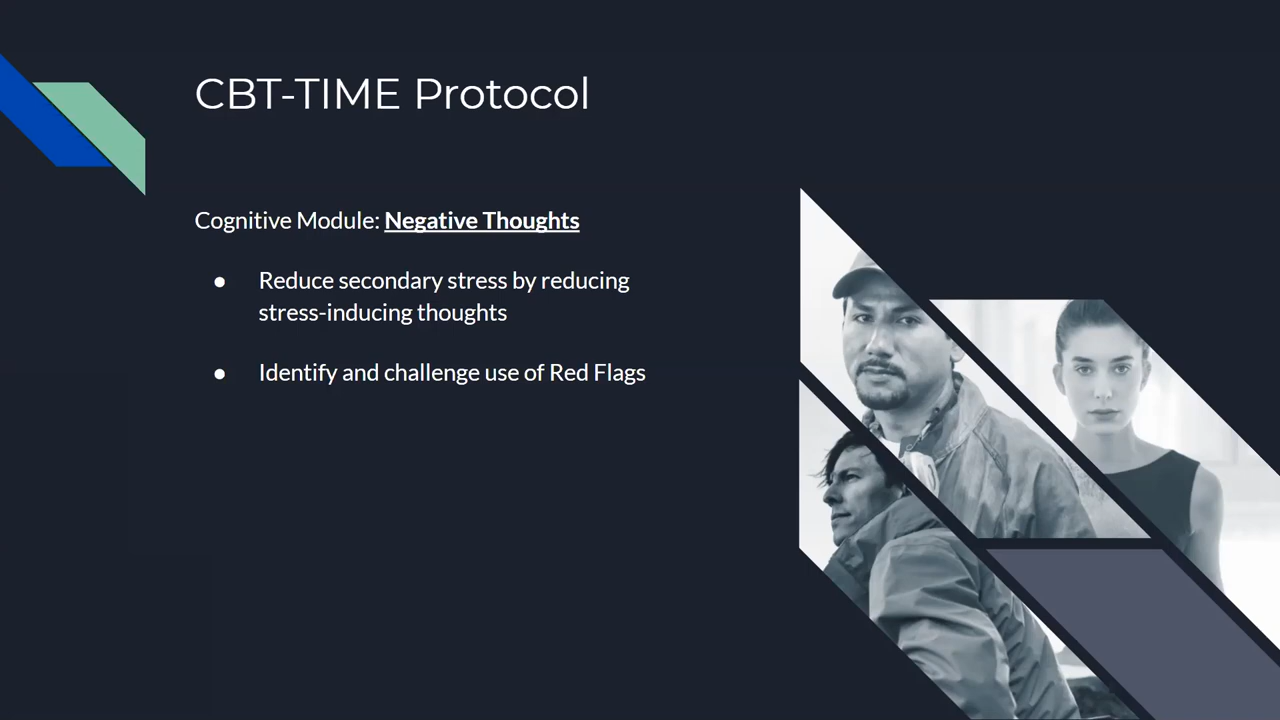 CBT-TIME Protocol
Cognitive Module: Negative Thoughts
● Reduce secondary stress by reducing
stress-inducing thoughts
● Identify and challenge use of Red Flags